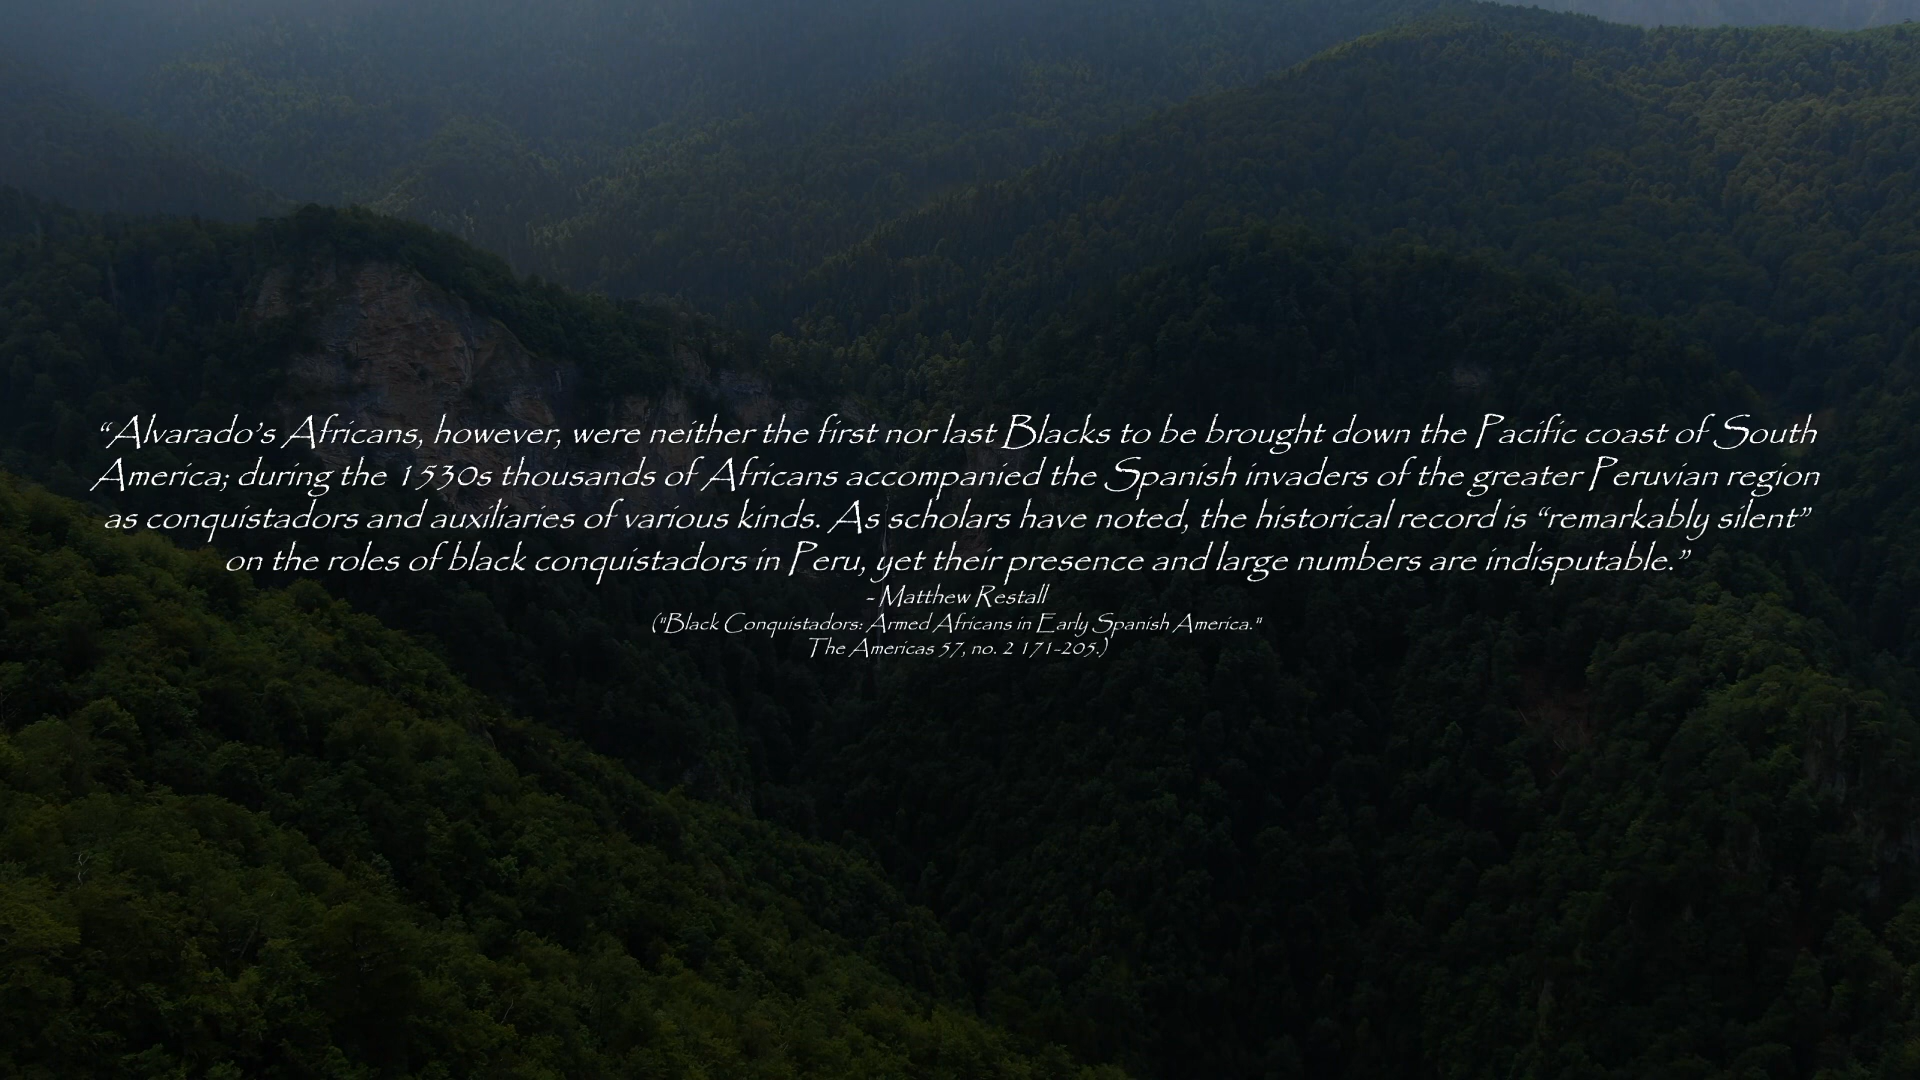 “Alvarado’s Africans, however, were neither the first nor last Blacks to be brought down the Pacific coast of South
America; during the 1530s thousands of Africans accompanied the Spanish invaders of the greater Peruvian region
as conquistadors and auxiliaries of various kinds. As scholars have noted, the historical record is “remarkably silent”
on the roles of black conquistadors in Peru, yet their presence and large numbers are indisputable.”
- Matthew Restall
("Black Conquistadors: Armed Africans in Early Spanish America."
The Americas 57, no. 2 171-205.)